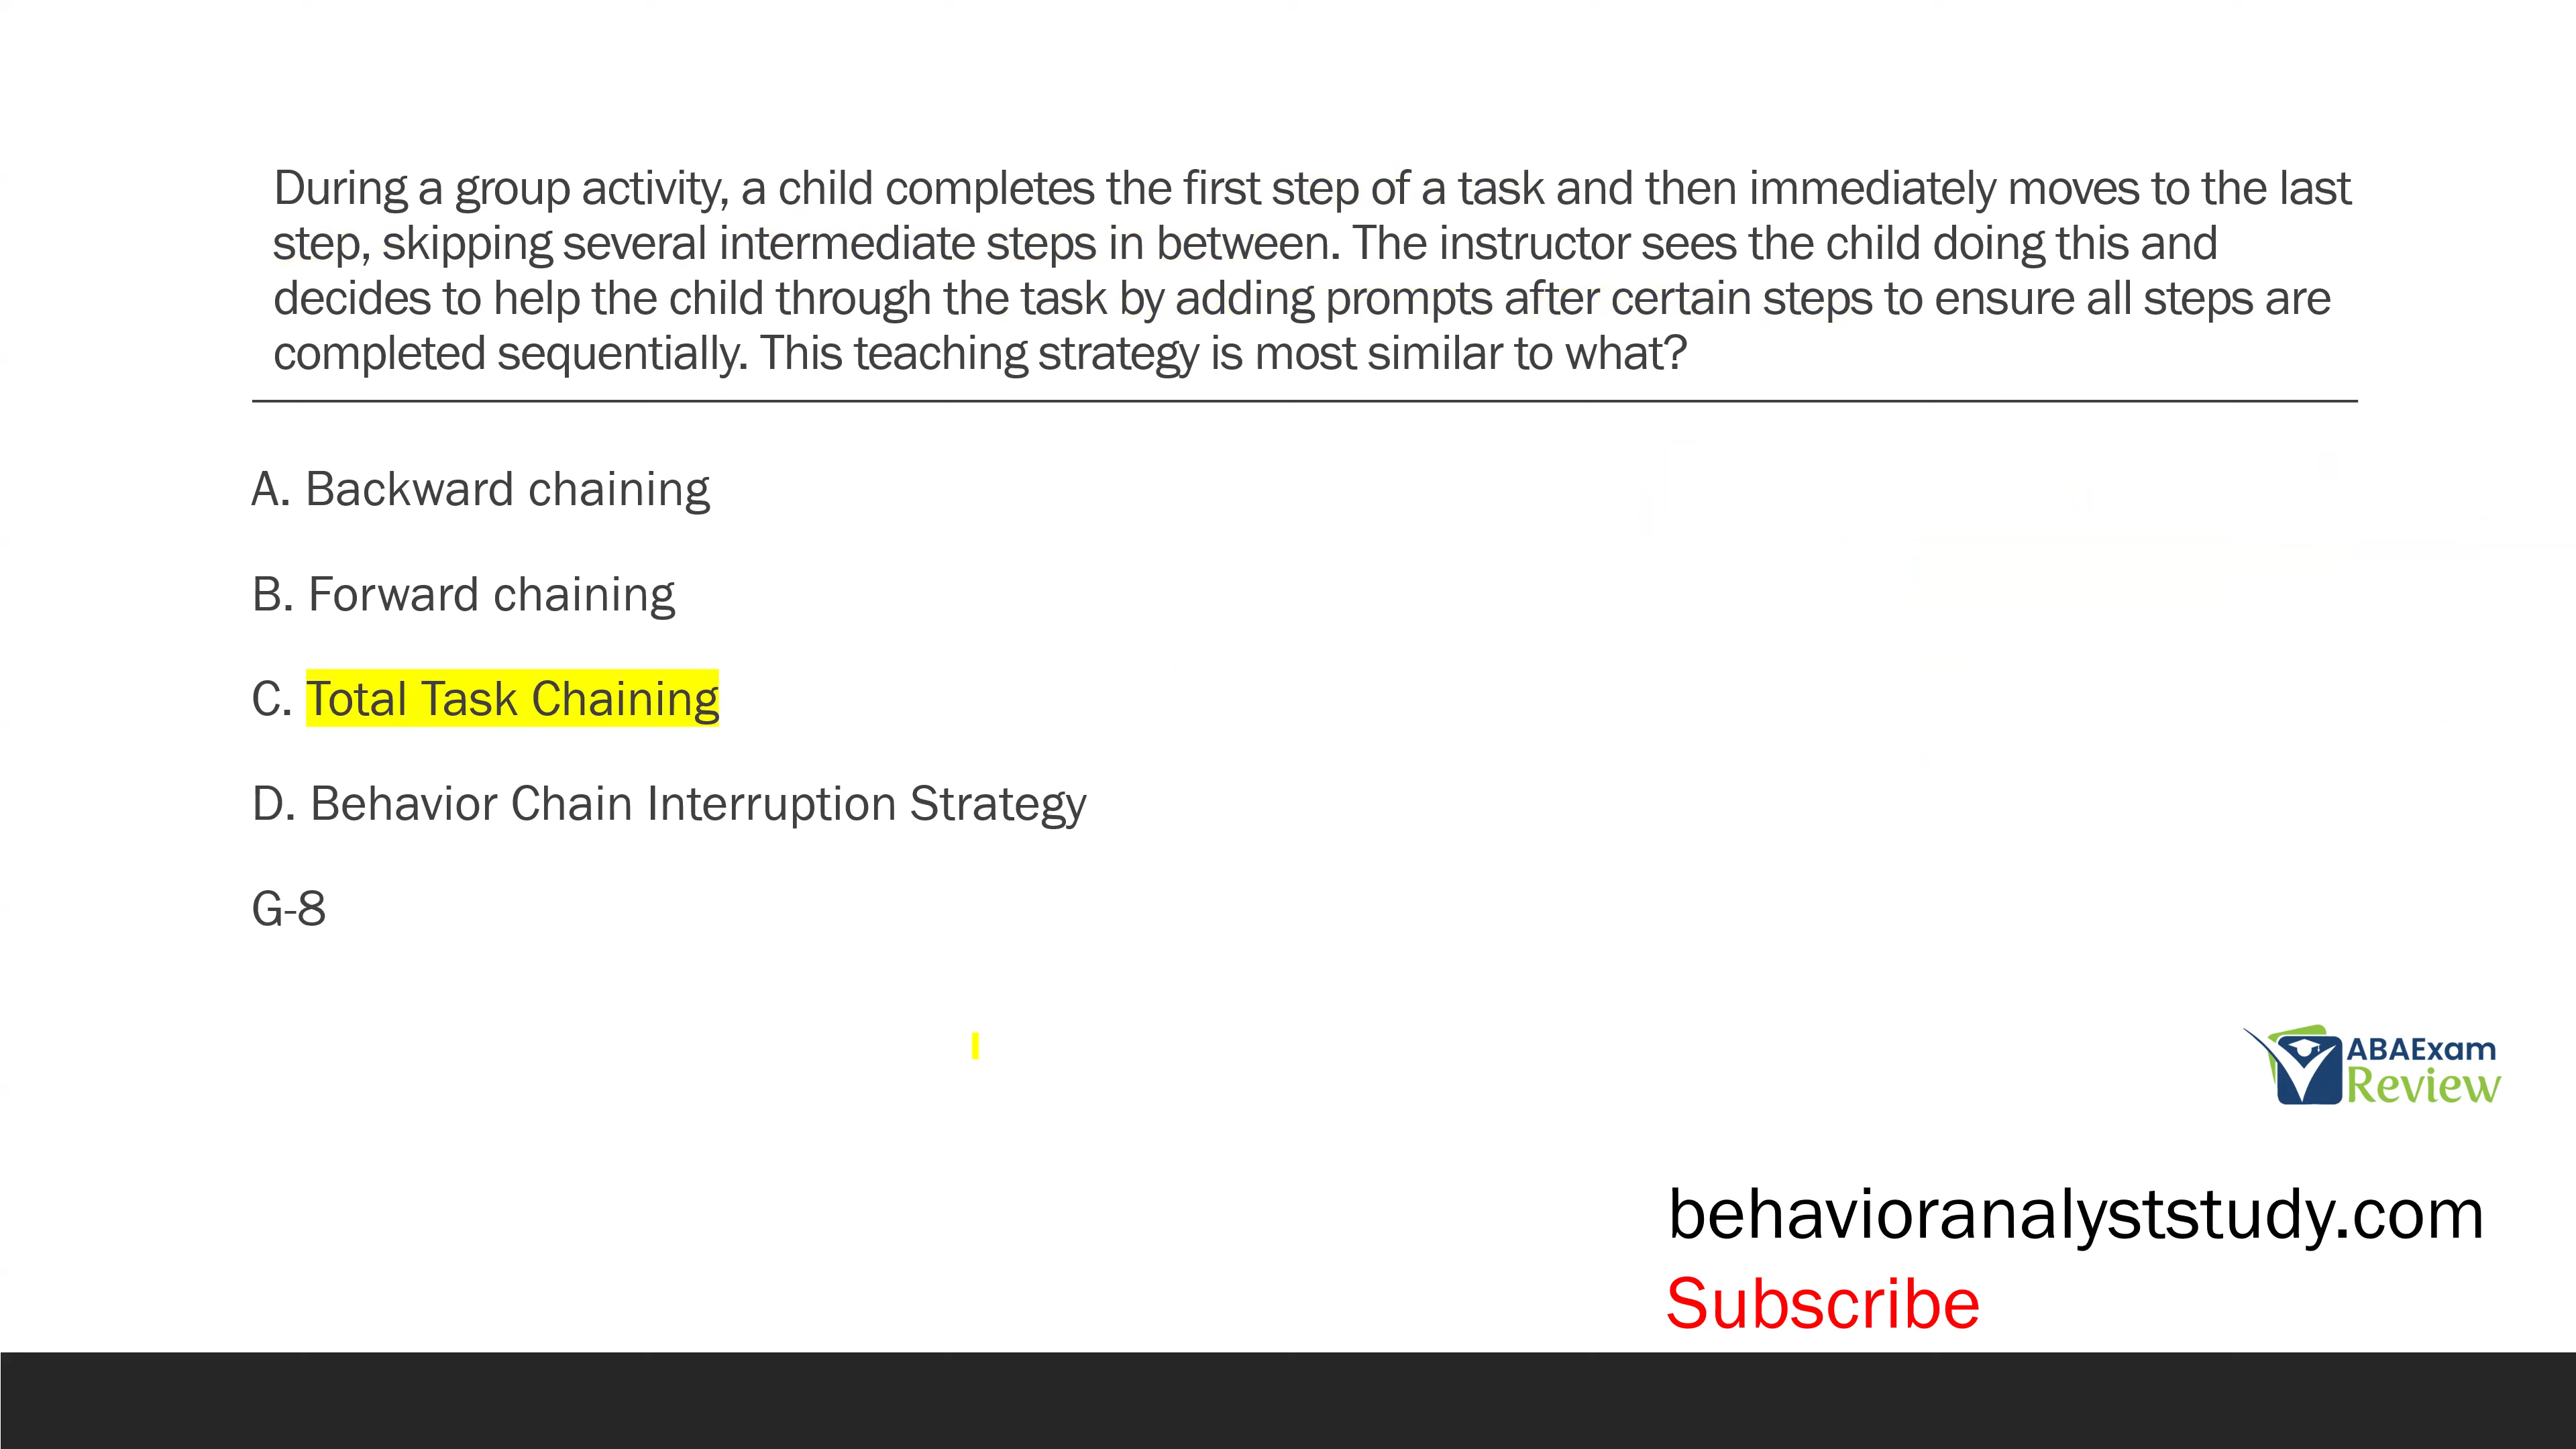 During a group activity, a child completes the first step of a task and then immediately moves to the last
step, skipping several intermediate steps in between. The instructor sees the child doing this and
decides to help the child through the task by adding prompts after certain steps to ensure all steps are
completed sequentially. This teaching strategy is most similar to what?
A. Backward chaining
B. Forward chaining
C. Total Task Chaining
D. Behavior Chain Interruption Strategy
G-8
ABAExam
Review
behavioranalyststudy.com
Subscribe